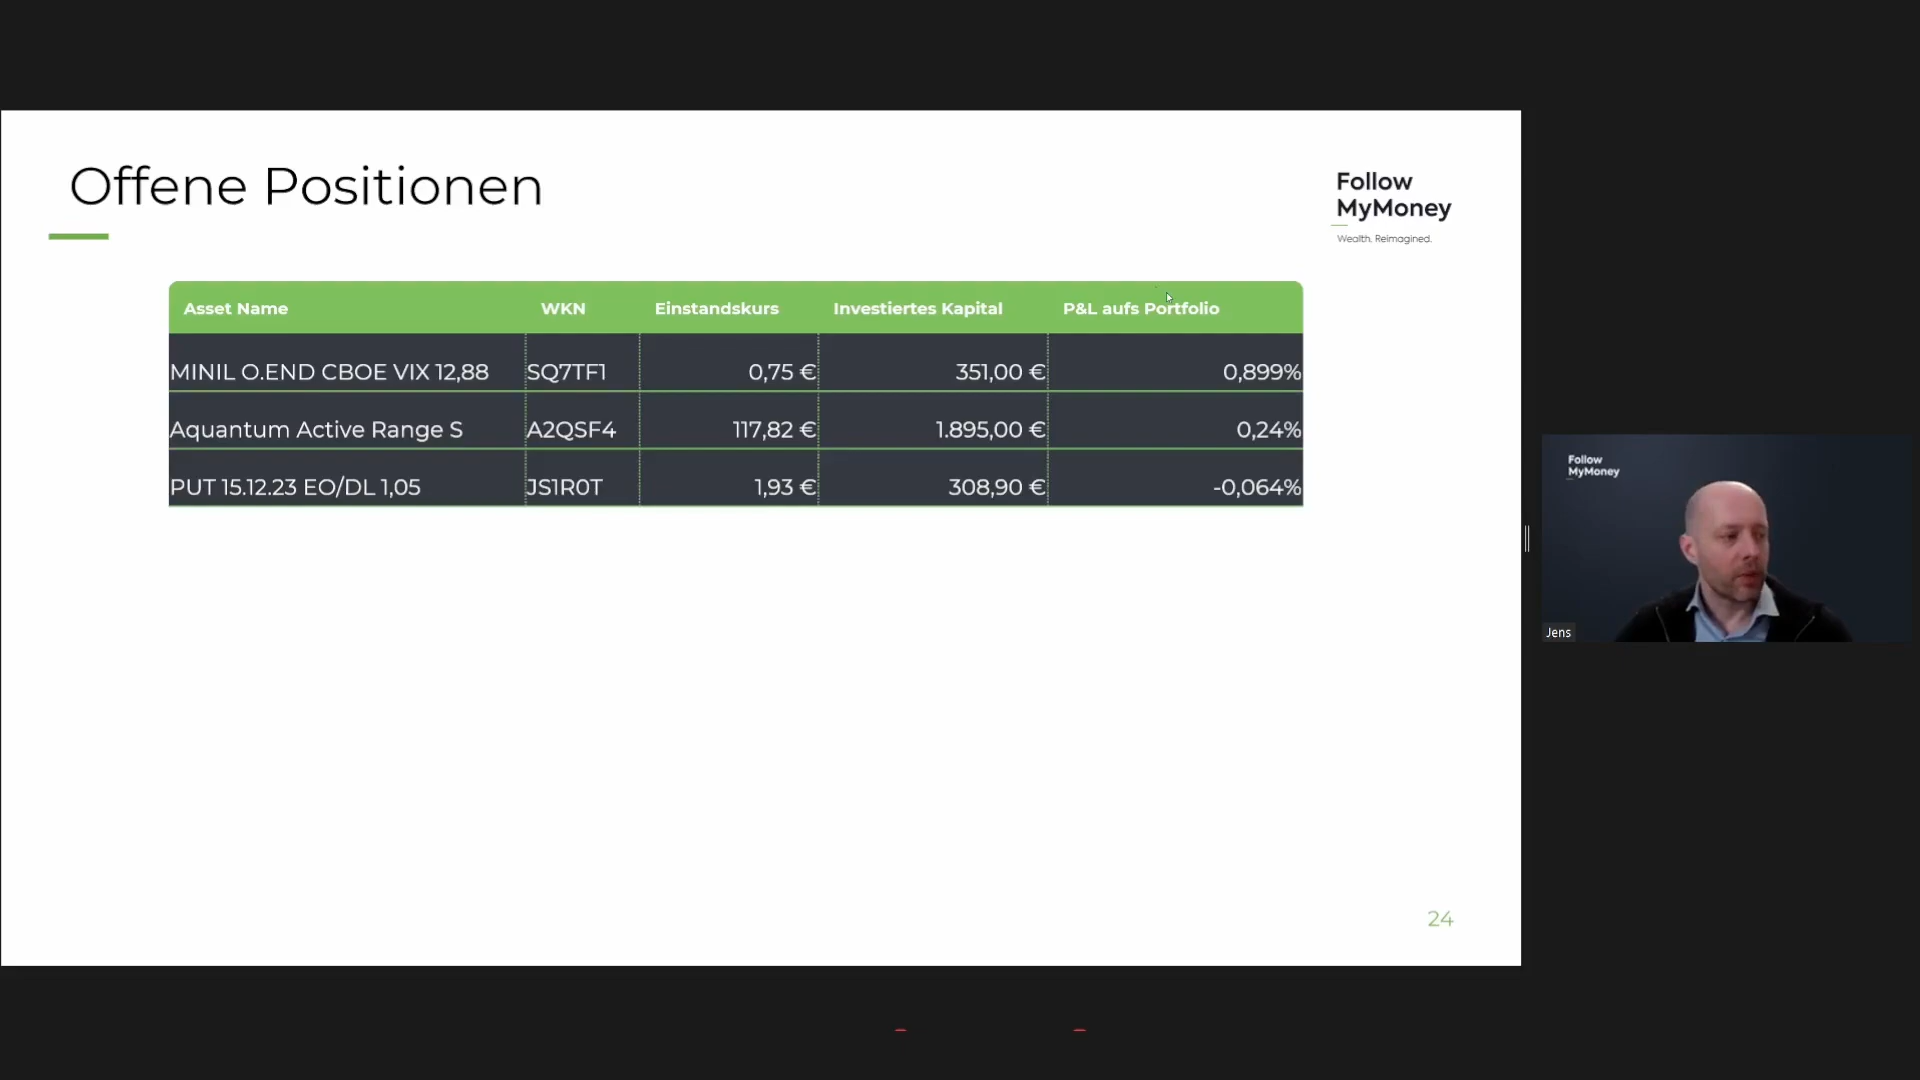 Offene Positionen
Follow
MyMoney
Wealth. Reimagined.
Asset Name WKN Einstandskurs Investiertes Kapital P&L aufs Portfolio
MINIL O.END CBOE VIX 12,88 SQ7TF1 0,75 € 351,00 € 0,899%
Aquantum Active Range S A2QSF4 117,82 € 1.895,00 € 0,24%
PUT 15.12.23 EO/DL 1,05 JS1R0T 1,93 € 308,90 € -0,064%
Follow
MyMoney
Jens
24